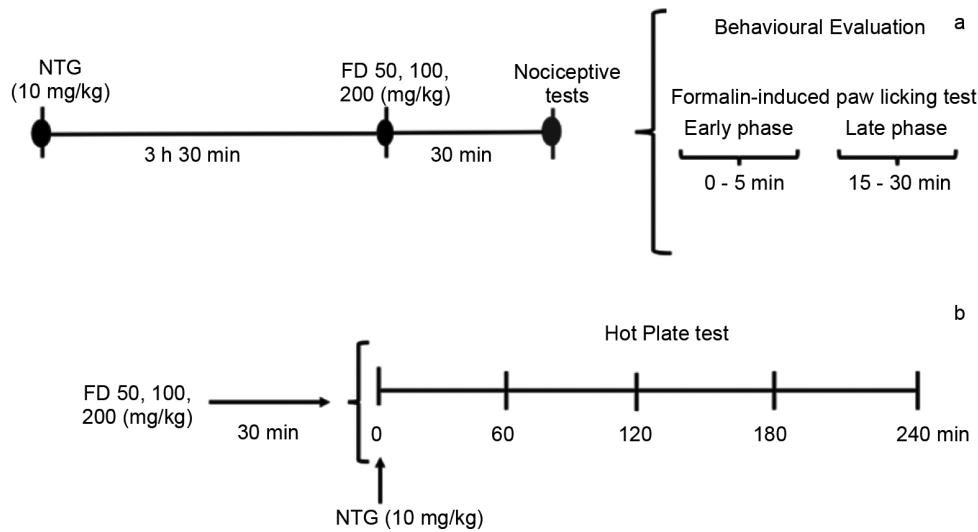 a
Behavioural Evaluation
NTG
(10 mg/kg)
FD 50, 100,
200 (mg/kg)
Nociceptive
tests
3 h 30 min
30 min
Formalin-induced paw licking test
Early phase
Late phase
0 - 5 min
15 - 30 min
b
Hot Plate test
FD 50, 100,
200 (mg/kg)
30 min
0
60
120
180
240 min
NTG (10 mg/kg)